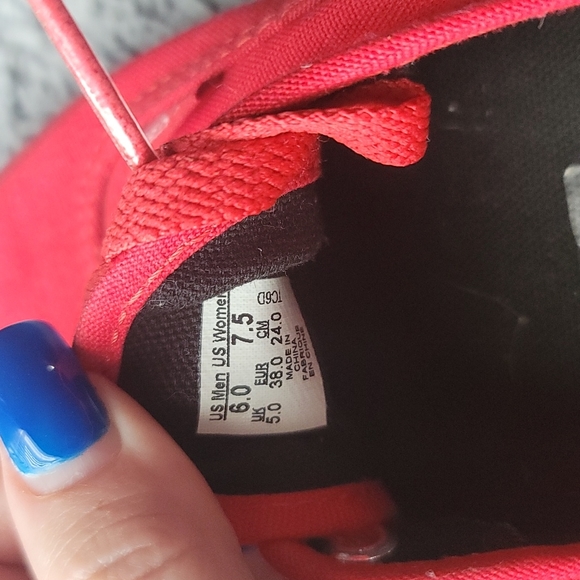 US Men US Women
6.0 7.5
UK EUR CM
5.0 38.0 24.0
MADE IN
CHINA
FABRIQUÉ
EN CHINE
TC6D